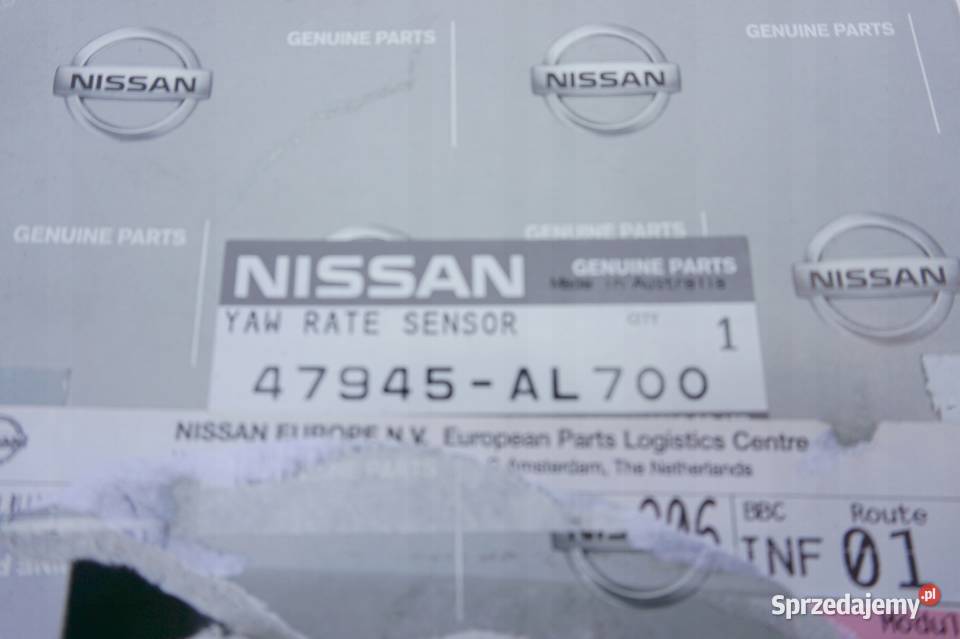 GENUINE PARTS
GENUINE PARTS
NISSAN
NISSAN
GENUINE PARTS
GENUINE PARTS
NISSAN
NISSAN GENUINE PARTS
Made in Australia
YAW RATE SENSOR QTY 1
47945-AL700
NISSAN EUROPE N.V. European Parts Logistics Centre
Amsterdam, The Netherlands
206 BBC Route
INF 01
Sprzedajemy.pl
Modul